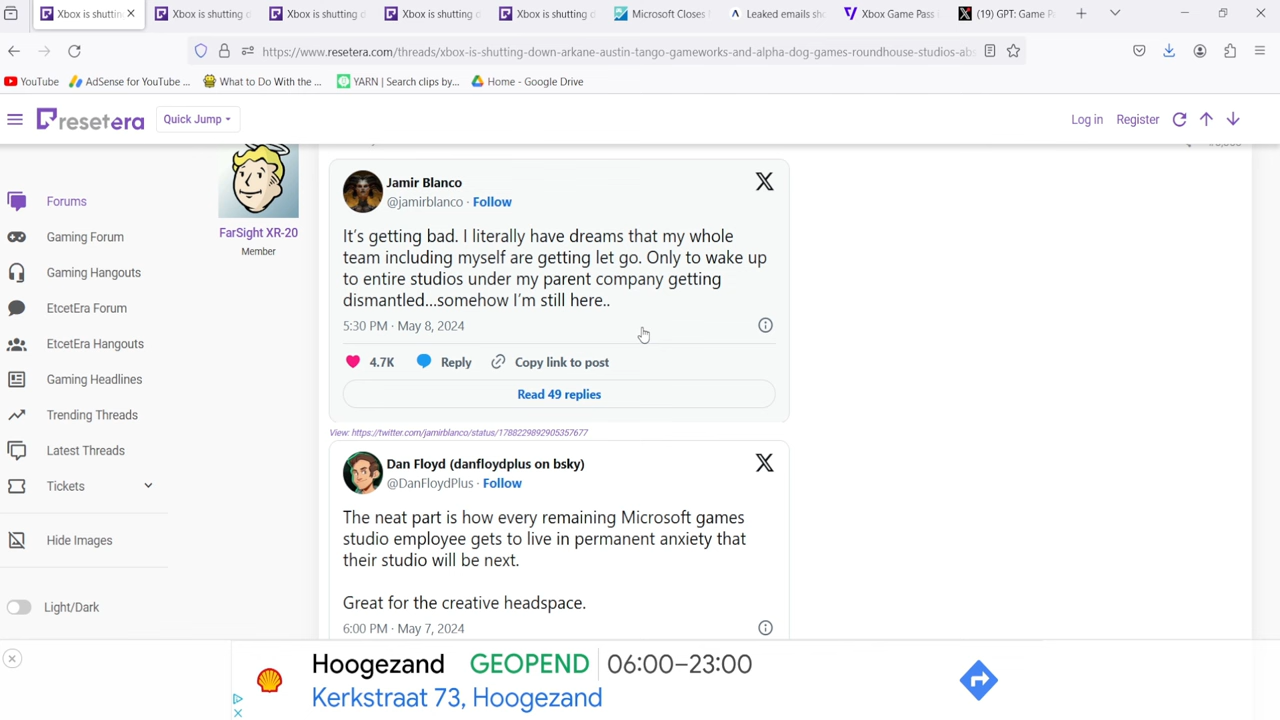 Xbox is shuttin
Xbox is shutting d
Xbox is shutting d
Xbox is shutting d
Xbox is shutting d
Microsoft Closes
Leaked emails sho
Xbox Game Pass
(19) GPT: Game P
https://www.resetera.com/threads/xbox-is-shutting-down-arkane-austin-tango-gameworks-and-alpha-dog-games-roundhouse-studios-abs
YouTube
AdSense for YouTube ...
What to Do With the ...
YARN | Search clips by...
Home - Google Drive
resetera
Quick Jump
Log in
Register
Forums
Gaming Forum
Gaming Hangouts
EtcetEra Forum
EtcetEra Hangouts
Gaming Headlines
Trending Threads
Latest Threads
Tickets
Hide Images
Light/Dark
FarSight XR-20
Member
Jamir Blanco
@jamirblanco · Follow
It's getting bad. I literally have dreams that my whole
team including myself are getting let go. Only to wake up
to entire studios under my parent company getting
dismantled...somehow I'm still here..
5:30 PM · May 8, 2024
4.7K
Reply
Copy link to post
Read 49 replies
View: https://twitter.com/jamirblanco/status/1788229892905357677
Dan Floyd (danfloydplus on bsky)
@DanFloydPlus · Follow
The neat part is how every remaining Microsoft games
studio employee gets to live in permanent anxiety that
their studio will be next.
Great for the creative headspace.
6:00 PM · May 7, 2024
Hoogezand GEOPEND 06:00–23:00
Kerkstraat 73, Hoogezand